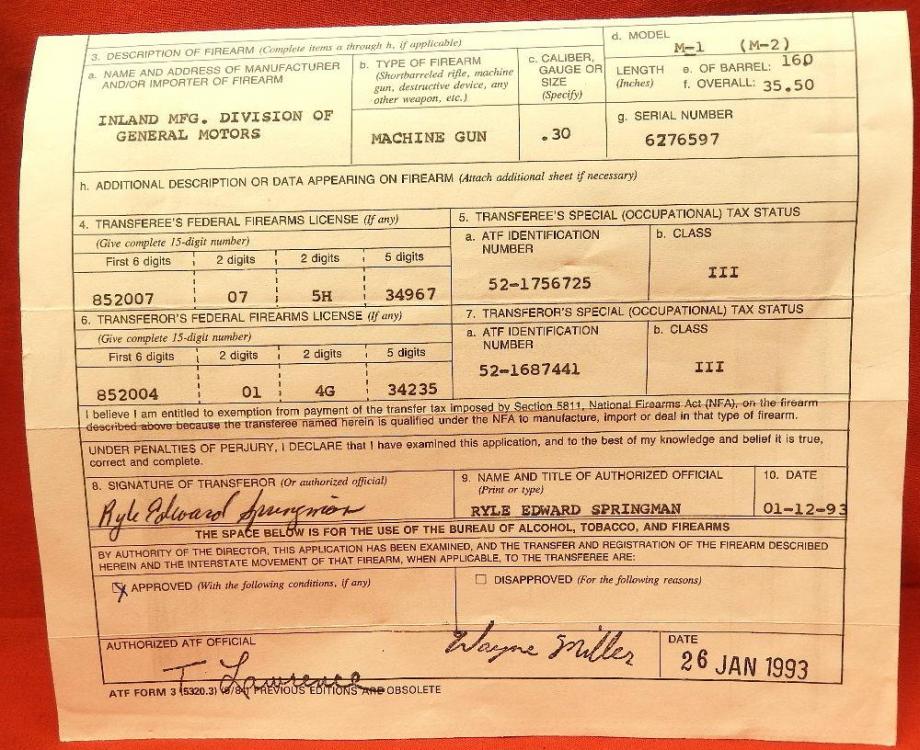 3. DESCRIPTION OF FIREARM (Complete items a through h, if applicable)
a. NAME AND ADDRESS OF MANUFACTURER AND/OR IMPORTER OF FIREARM
INLAND MFG. DIVISION OF
GENERAL MOTORS
b. TYPE OF FIREARM
(Shortbarreled rifle, machine
gun, destructive device, any
other weapon, etc.)
MACHINE GUN
c. CALIBER,
GAUGE OR
SIZE
(Specify)
.30
d. MODEL
M-1 (M-2)
LENGTH
(Inches)
e. OF BARREL: 160
f. OVERALL: 35.50
g. SERIAL NUMBER
6276597
h. ADDITIONAL DESCRIPTION OR DATA APPEARING ON FIREARM (Attach additional sheet if necessary)
4. TRANSFEREE'S FEDERAL FIREARMS LICENSE (If any)
(Give complete 15-digit number)
First 6 digits 2 digits 2 digits 5 digits
852007 07 5H 34967
5. TRANSFEREE'S SPECIAL (OCCUPATIONAL) TAX STATUS
a. ATF IDENTIFICATION
NUMBER
52-1756725
b. CLASS
III
6. TRANSFEROR'S FEDERAL FIREARMS LICENSE (If any)
(Give complete 15-digit number)
First 6 digits 2 digits 2 digits 5 digits
852004 01 4G 34235
7. TRANSFEROR'S SPECIAL (OCCUPATIONAL) TAX STATUS
a. ATF IDENTIFICATION
NUMBER
52-1687441
b. CLASS
III
I believe I am entitled to exemption from payment of the transfer tax imposed by Section 5811, National Firearms Act (NFA), on the firearm
described above because the transferee named herein is qualified under the NFA to manufacture, import or deal in that type of firearm.
UNDER PENALTIES OF PERJURY, I DECLARE that I have examined this application, and to the best of my knowledge and belief it is true,
correct and complete.
8. SIGNATURE OF TRANSFEROR (Or authorized official)
Ryle Edward Springman
9. NAME AND TITLE OF AUTHORIZED OFFICIAL
(Print or type)
RYLE EDWARD SPRINGMAN
10. DATE
01-12-93
THE SPACE BELOW IS FOR THE USE OF THE BUREAU OF ALCOHOL, TOBACCO, AND FIREARMS
BY AUTHORITY OF THE DIRECTOR, THIS APPLICATION HAS BEEN EXAMINED, AND THE TRANSFER AND REGISTRATION OF THE FIREARM DESCRIBED
HEREIN AND THE INTERSTATE MOVEMENT OF THAT FIREARM, WHEN APPLICABLE, TO THE TRANSFEREE ARE:
X APPROVED (With the following conditions, if any)
DISAPPROVED (For the following reasons)
AUTHORIZED ATF OFFICIAL
T. Lawrence
Wayne Miller
DATE
26 JAN 1993
ATF FORM 3 (5320.3) PREVIOUS EDITIONS ARE OBSOLETE